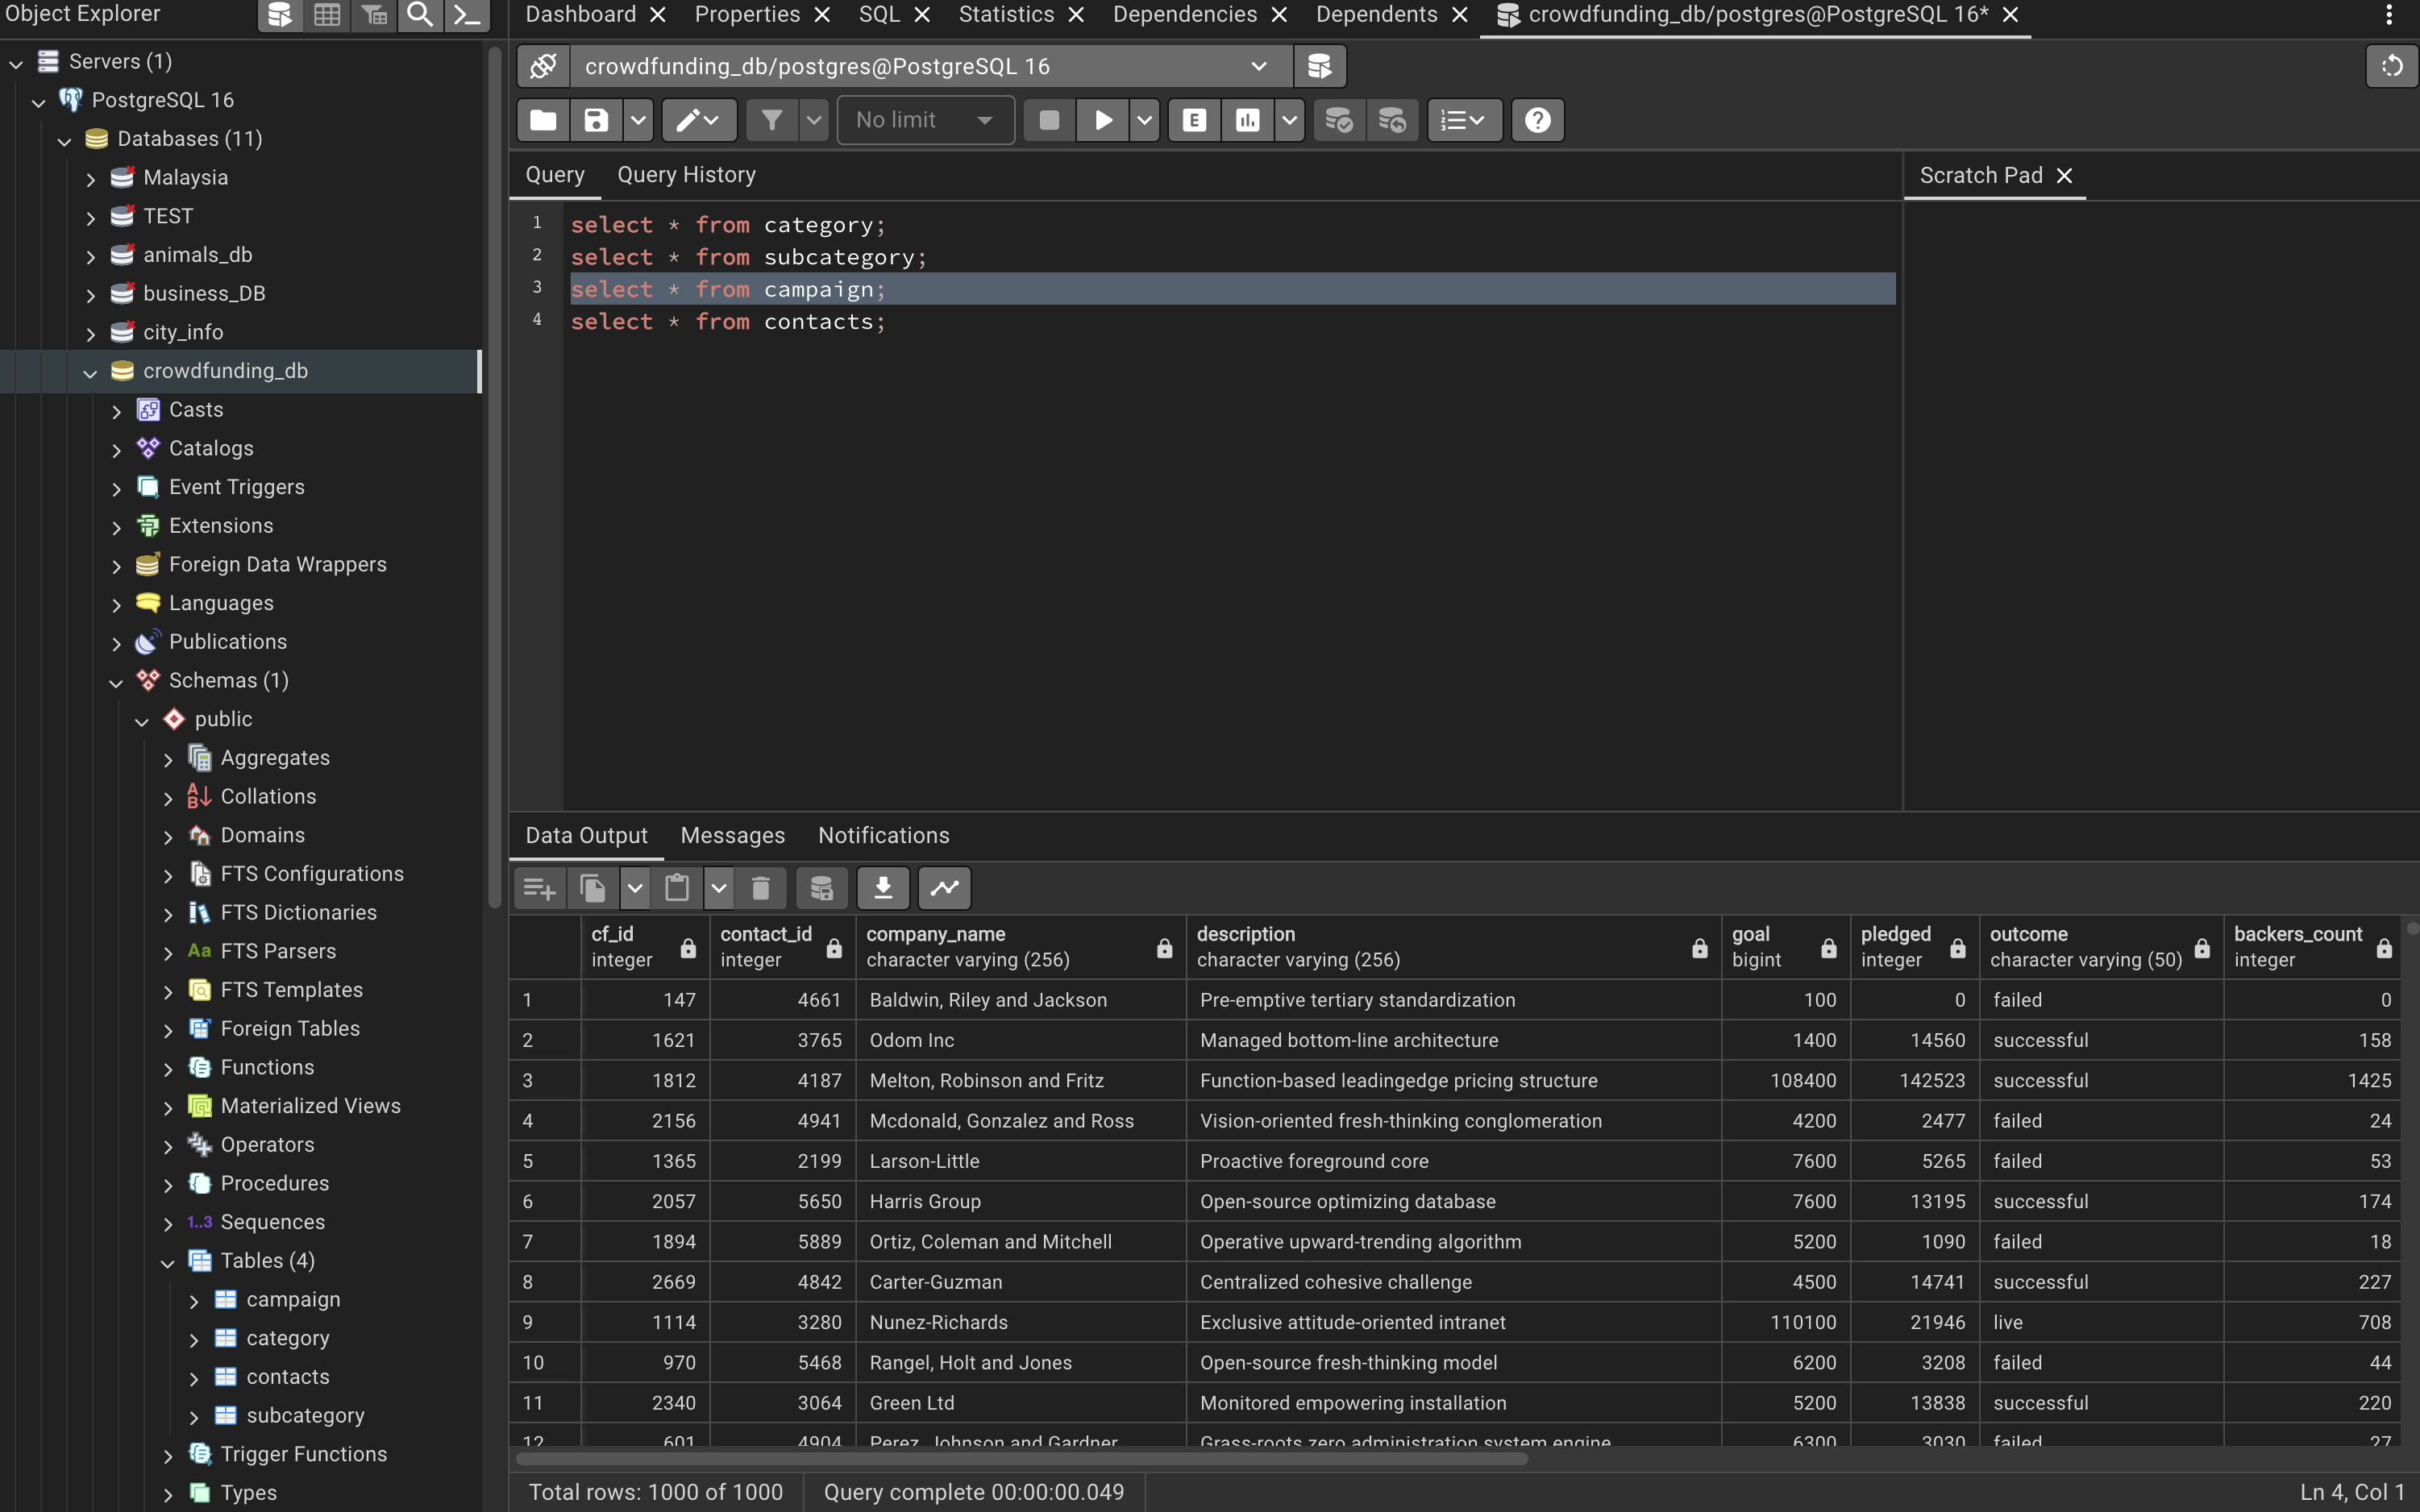 Object Explorer
Dashboard Properties SQL Statistics Dependencies Dependents crowdfunding_db/postgres@PostgreSQL 16*
Servers (1)
PostgreSQL 16
Databases (11)
Malaysia
TEST
animals_db
business_DB
city_info
crowdfunding_db
Casts
Catalogs
Event Triggers
Extensions
Foreign Data Wrappers
Languages
Publications
Schemas (1)
public
Aggregates
Collations
Domains
FTS Configurations
FTS Dictionaries
Aa FTS Parsers
FTS Templates
Foreign Tables
Functions
Materialized Views
Operators
Procedures
1..3 Sequences
Tables (4)
campaign
category
contacts
subcategory
Trigger Functions
Types
crowdfunding_db/postgres@PostgreSQL 16
No limit E
Query Query History
Scratch Pad
1 select * from category;
2 select * from subcategory;
3 select * from campaign;
4 select * from contacts;
Data Output Messages Notifications
cf_id contact_id company_name description goal pledged outcome backers_count
integer integer character varying (256) character varying (256) bigint integer character varying (50) integer
1 147 4661 Baldwin, Riley and Jackson Pre-emptive tertiary standardization 100 0 failed 0
2 1621 3765 Odom Inc Managed bottom-line architecture 1400 14560 successful 158
3 1812 4187 Melton, Robinson and Fritz Function-based leadingedge pricing structure 108400 142523 successful 1425
4 2156 4941 Mcdonald, Gonzalez and Ross Vision-oriented fresh-thinking conglomeration 4200 2477 failed 24
5 1365 2199 Larson-Little Proactive foreground core 7600 5265 failed 53
6 2057 5650 Harris Group Open-source optimizing database 7600 13195 successful 174
7 1894 5889 Ortiz, Coleman and Mitchell Operative upward-trending algorithm 5200 1090 failed 18
8 2669 4842 Carter-Guzman Centralized cohesive challenge 4500 14741 successful 227
9 1114 3280 Nunez-Richards Exclusive attitude-oriented intranet 110100 21946 live 708
10 970 5468 Rangel, Holt and Jones Open-source fresh-thinking model 6200 3208 failed 44
11 2340 3064 Green Ltd Monitored empowering installation 5200 13838 successful 220
12 601 4904 Perez, Johnson and Gardner Grass-roots zero administration system engine 6300 3030 failed 27
Total rows: 1000 of 1000 Query complete 00:00:00.049 Ln 4, Col 1